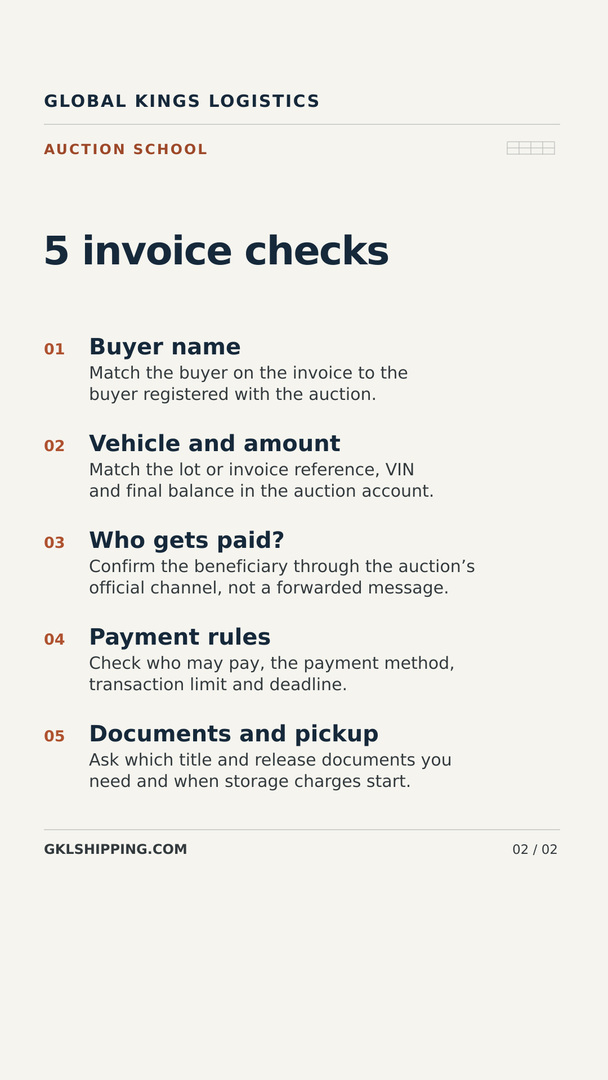 GLOBAL KINGS LOGISTICS
AUCTION SCHOOL
5 invoice checks
01 Buyer name
Match the buyer on the invoice to the
buyer registered with the auction.
02 Vehicle and amount
Match the lot or invoice reference, VIN
and final balance in the auction account.
03 Who gets paid?
Confirm the beneficiary through the auction’s
official channel, not a forwarded message.
04 Payment rules
Check who may pay, the payment method,
transaction limit and deadline.
05 Documents and pickup
Ask which title and release documents you
need and when storage charges start.
GKLSHIPPING.COM 02 / 02